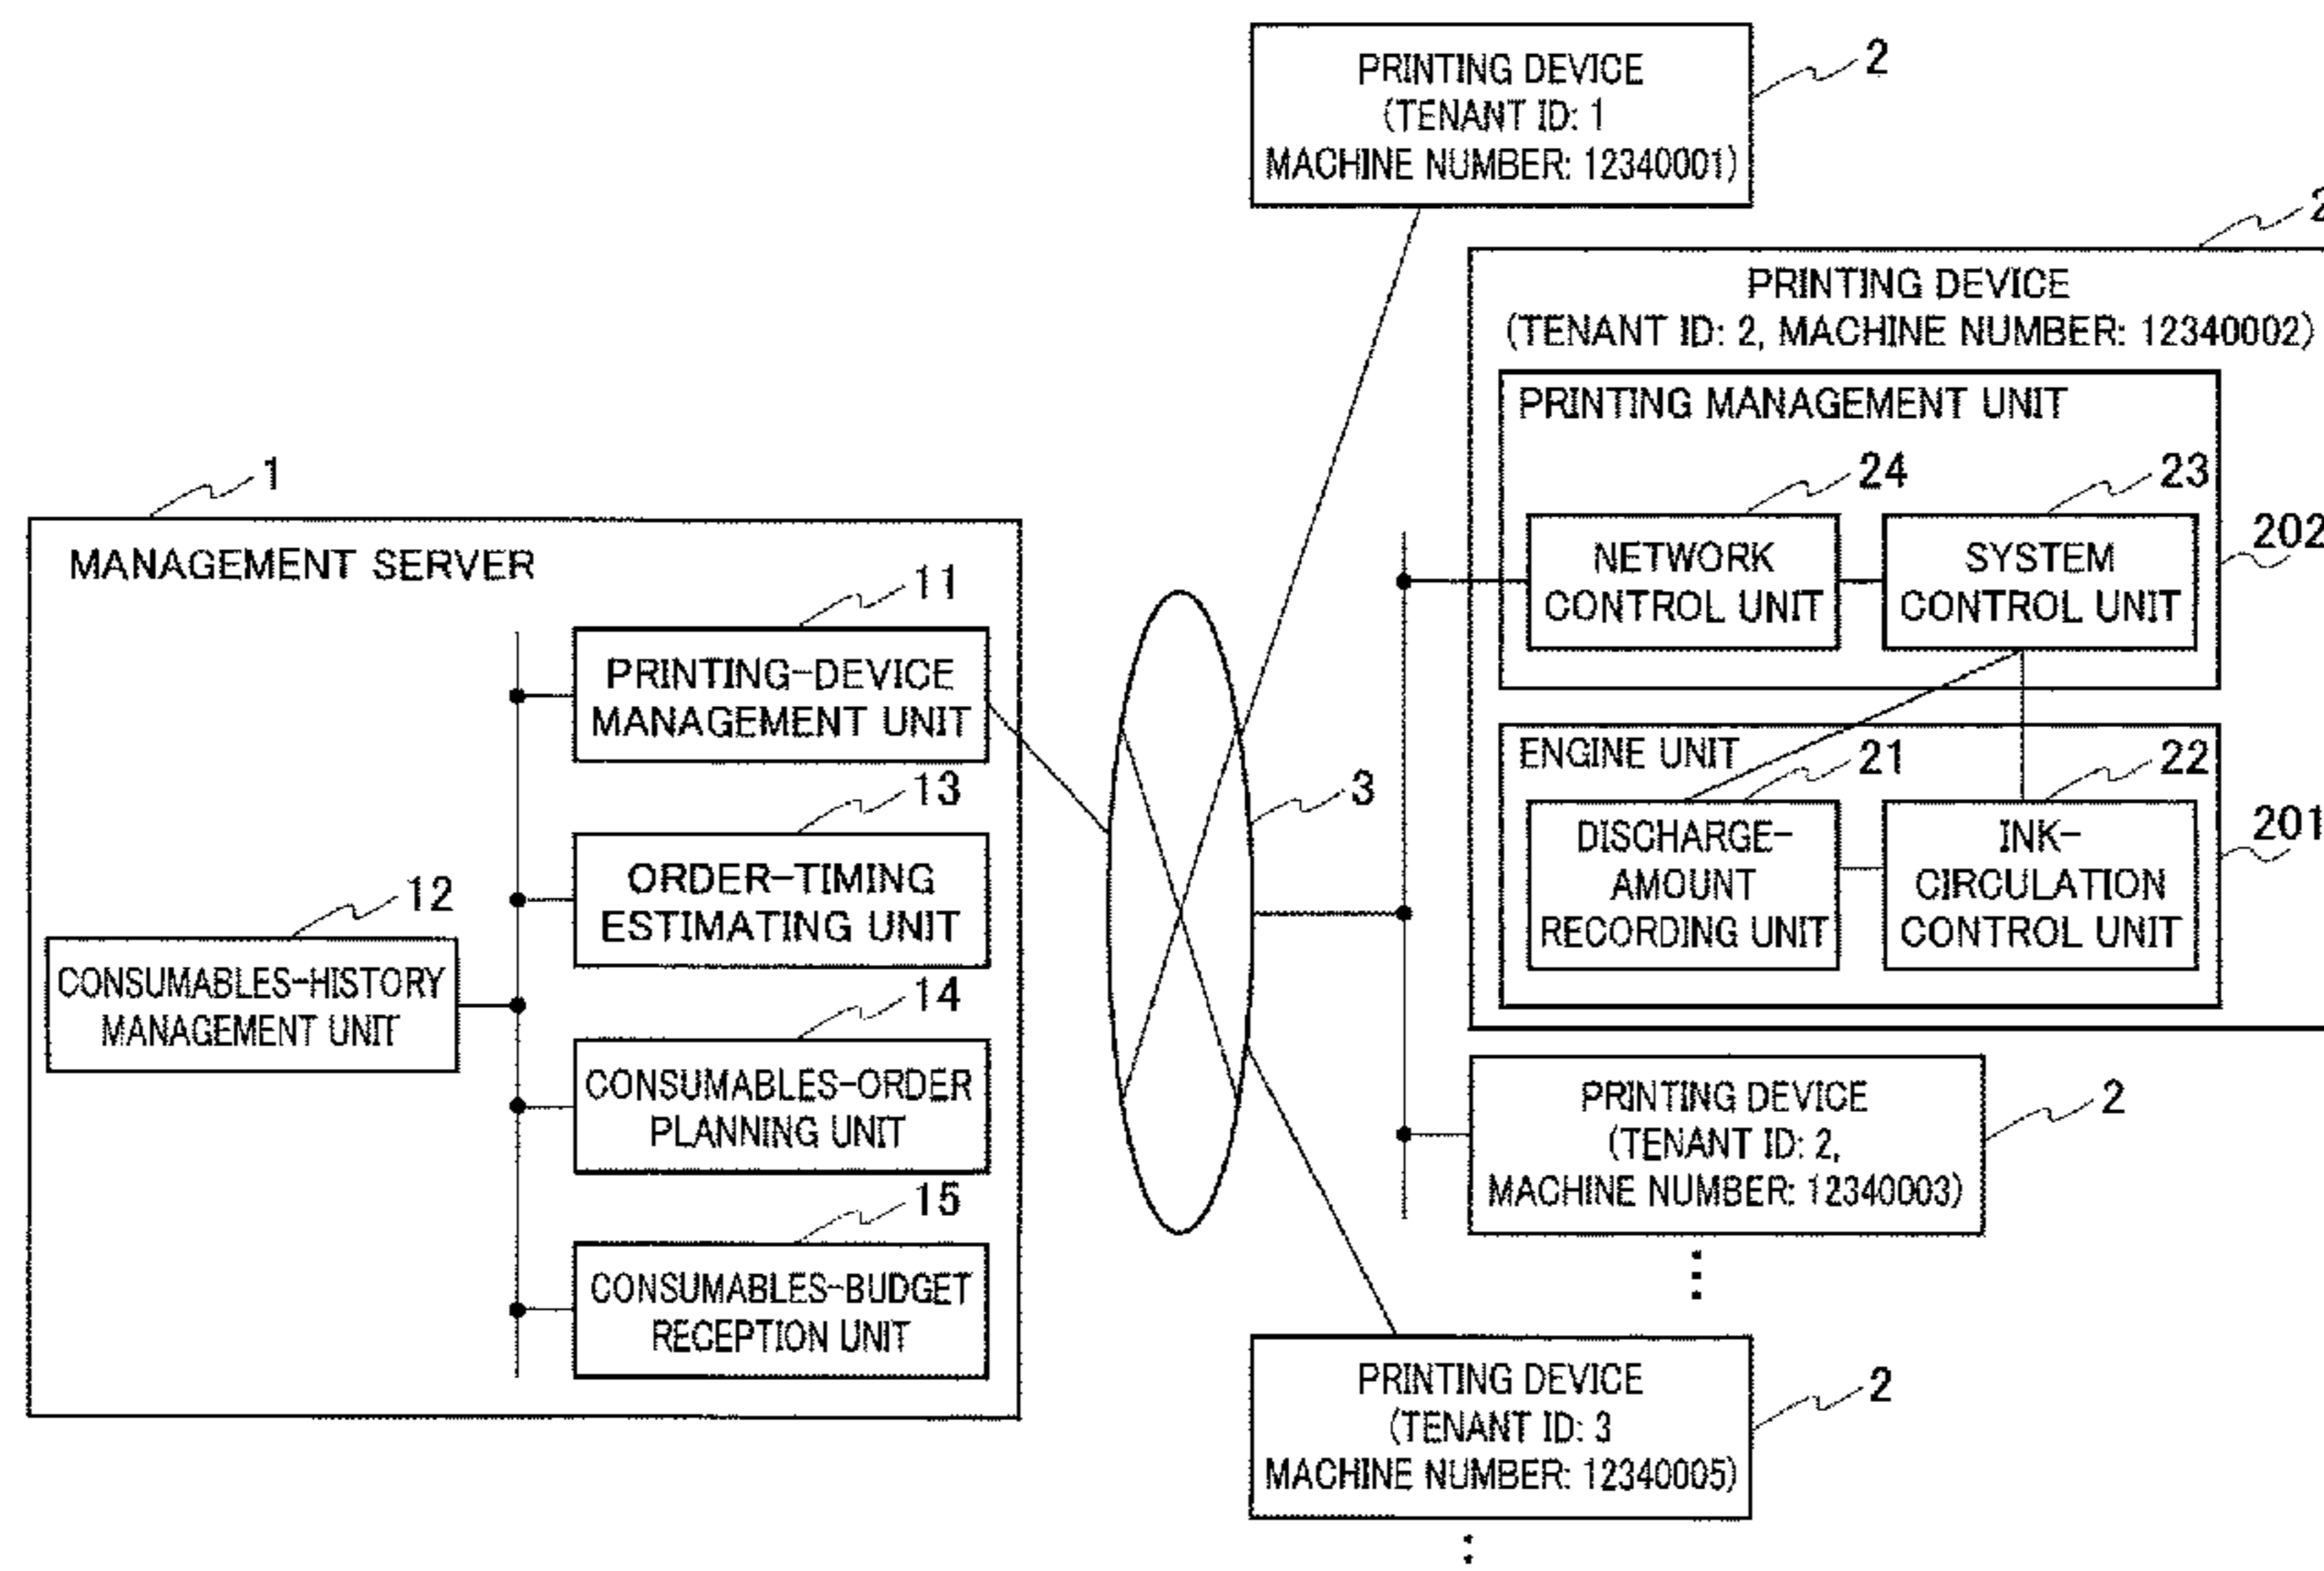 PRINTING DEVICE
(TENANT ID: 1
MACHINE NUMBER: 12340001)
2
2
PRINTING DEVICE
(TENANT ID: 2, MACHINE NUMBER: 12340002)
PRINTING MANAGEMENT UNIT
24
23
202
NETWORK
CONTROL UNIT
SYSTEM
CONTROL UNIT
ENGINE UNIT
21
22
201
DISCHARGE-
AMOUNT
RECORDING UNIT
INK-
CIRCULATION
CONTROL UNIT
1
MANAGEMENT SERVER
11
PRINTING-DEVICE
MANAGEMENT UNIT
13
ORDER-TIMING
ESTIMATING UNIT
12
CONSUMABLES-HISTORY
MANAGEMENT UNIT
14
CONSUMABLES-ORDER
PLANNING UNIT
15
CONSUMABLES-BUDGET
RECEPTION UNIT
3
PRINTING DEVICE
(TENANT ID: 2,
MACHINE NUMBER: 12340003)
2
PRINTING DEVICE
(TENANT ID: 3
MACHINE NUMBER: 12340005)
2